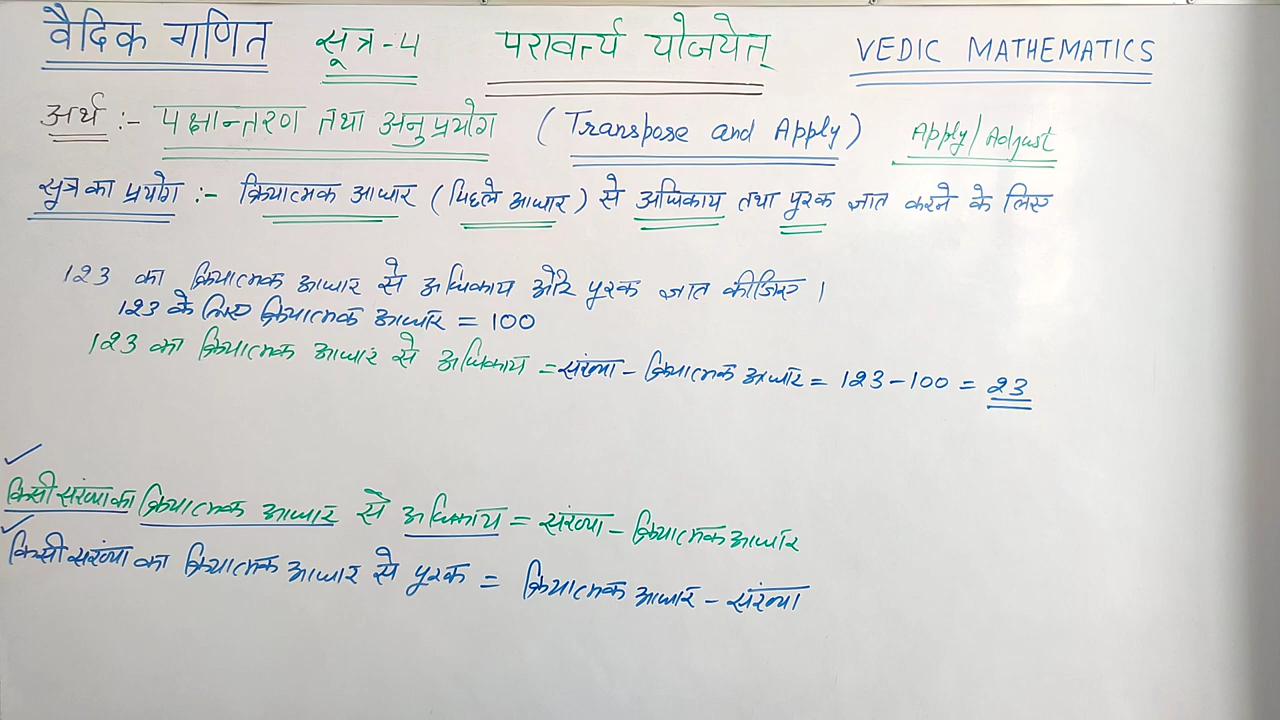 वैदिक गणित सूत्र-4 परावर्त्य योजयेत् VEDIC MATHEMATICS
अर्थ :- पक्षान्तरण तथा अनुप्रयोग (Transpose and Apply) Apply/Adjust
सूत्र का प्रयोग :- क्रियात्मक आधार (पिछले आधार) से अधिकाय तथा पूरक ज्ञात करने के लिए
123 का क्रियात्मक आधार से अधिकाय और पूरक ज्ञात कीजिए।
123 के लिए क्रियात्मक आधार = 100
123 का क्रियात्मक आधार से अधिकाय = संख्या - क्रियात्मक आधार = 123-100 = 23
किसी संख्या का क्रियात्मक आधार से अधिकाय = संख्या - क्रियात्मक आधार
किसी संख्या का क्रियात्मक आधार से पूरक = क्रियात्मक आधार - संख्या